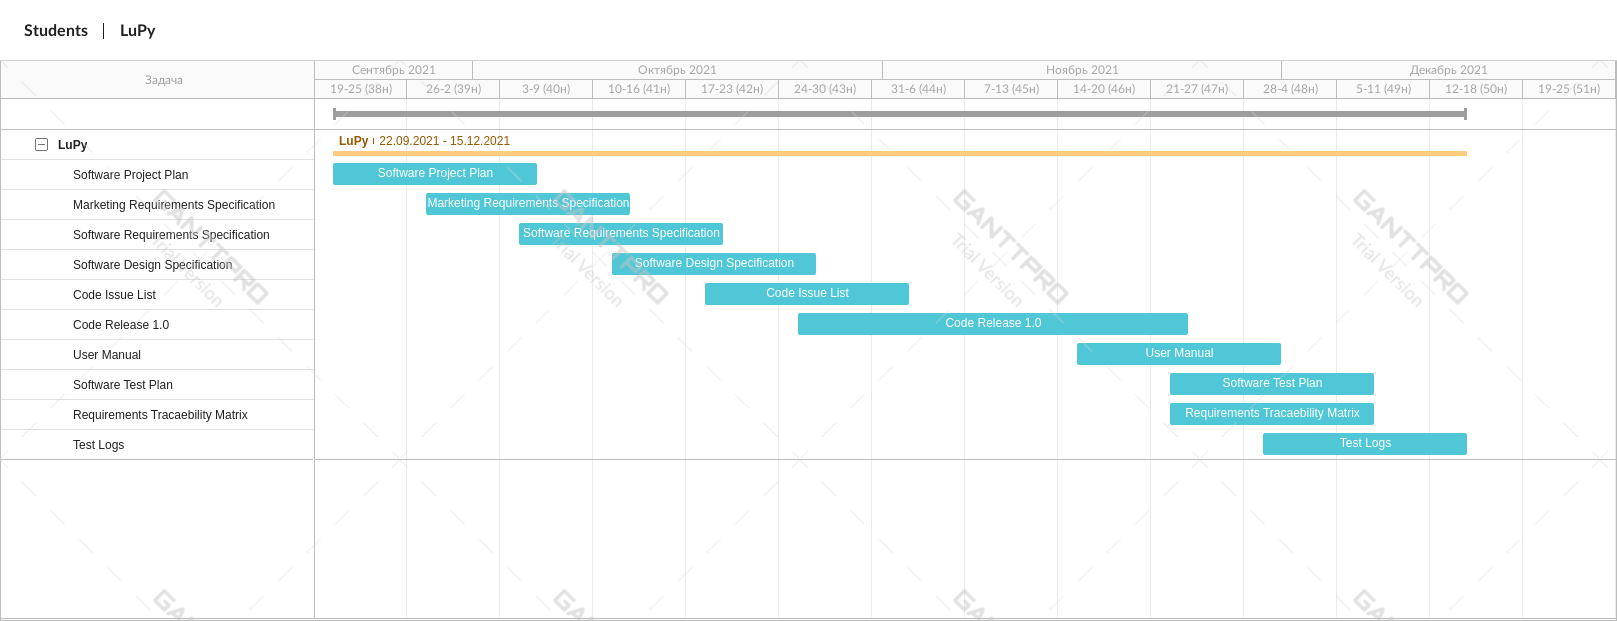 Students | LuPy
Задача
Сентябрь 2021 Октябрь 2021 Ноябрь 2021 Декабрь 2021
19-25 (38н) 26-2 (39н) 3-9 (40н) 10-16 (41н) 17-23 (42н) 24-30 (43н) 31-6 (44н) 7-13 (45н) 14-20 (46н) 21-27 (47н) 28-4 (48н) 5-11 (49н) 12-18 (50н) 19-25 (51н)
LuPy LuPy 22.09.2021 - 15.12.2021
Software Project Plan Software Project Plan
Marketing Requirements Specification Marketing Requirements Specification
Software Requirements Specification Software Requirements Specification
Software Design Specification Software Design Specification
Code Issue List Code Issue List
Code Release 1.0 Code Release 1.0
User Manual User Manual
Software Test Plan Software Test Plan
Requirements Tracaebility Matrix Requirements Tracaebility Matrix
Test Logs Test Logs
GANTTPRO
Trial Version
GANTTPRO
Trial Version
GANTTPRO
Trial Version
GANTTPRO
Trial Version